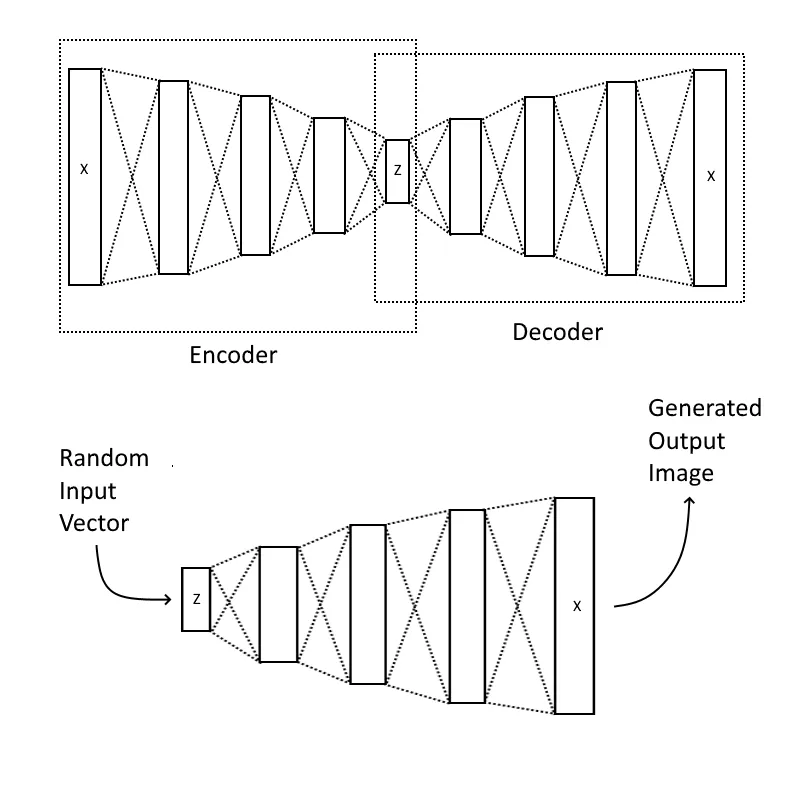 X
Z
X
Encoder
Decoder
Random
Input
Vector
Generated
Output
Image
Z
X